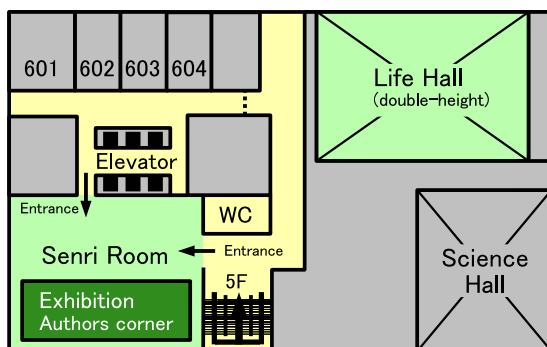 601 602 603 604
Life Hall
(double-height)
Elevator
Entrance
WC
Entrance
Senri Room
5F
Science
Hall
Exhibition
Authors corner